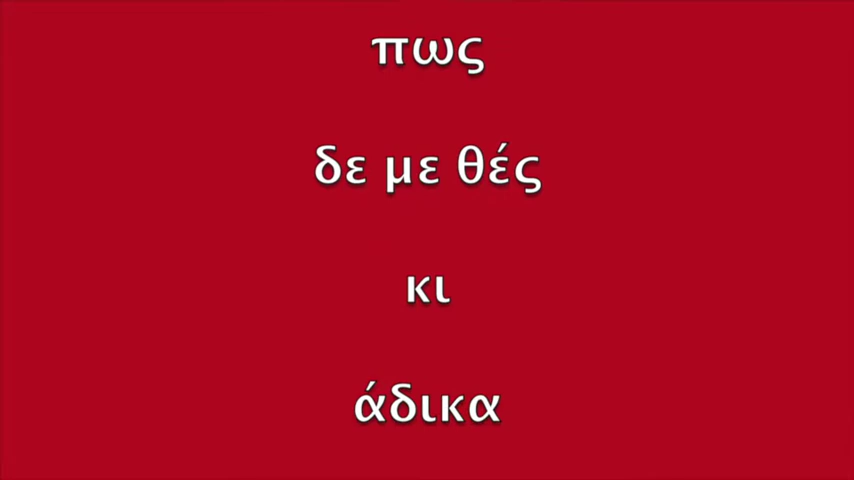 πως
δε με θές
κι
άδικα